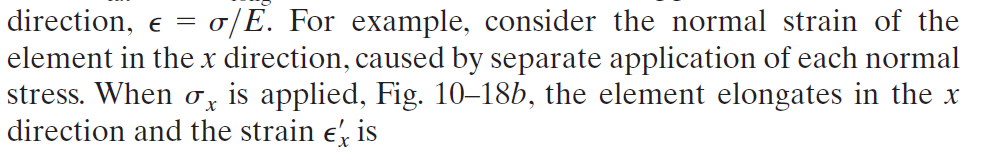 direction, ϵ = σ/E. For example, consider the normal strain of the
element in the x direction, caused by separate application of each normal
stress. When σₓ is applied, Fig. 10–18b, the element elongates in the x
direction and the strain ϵ′ₓ is